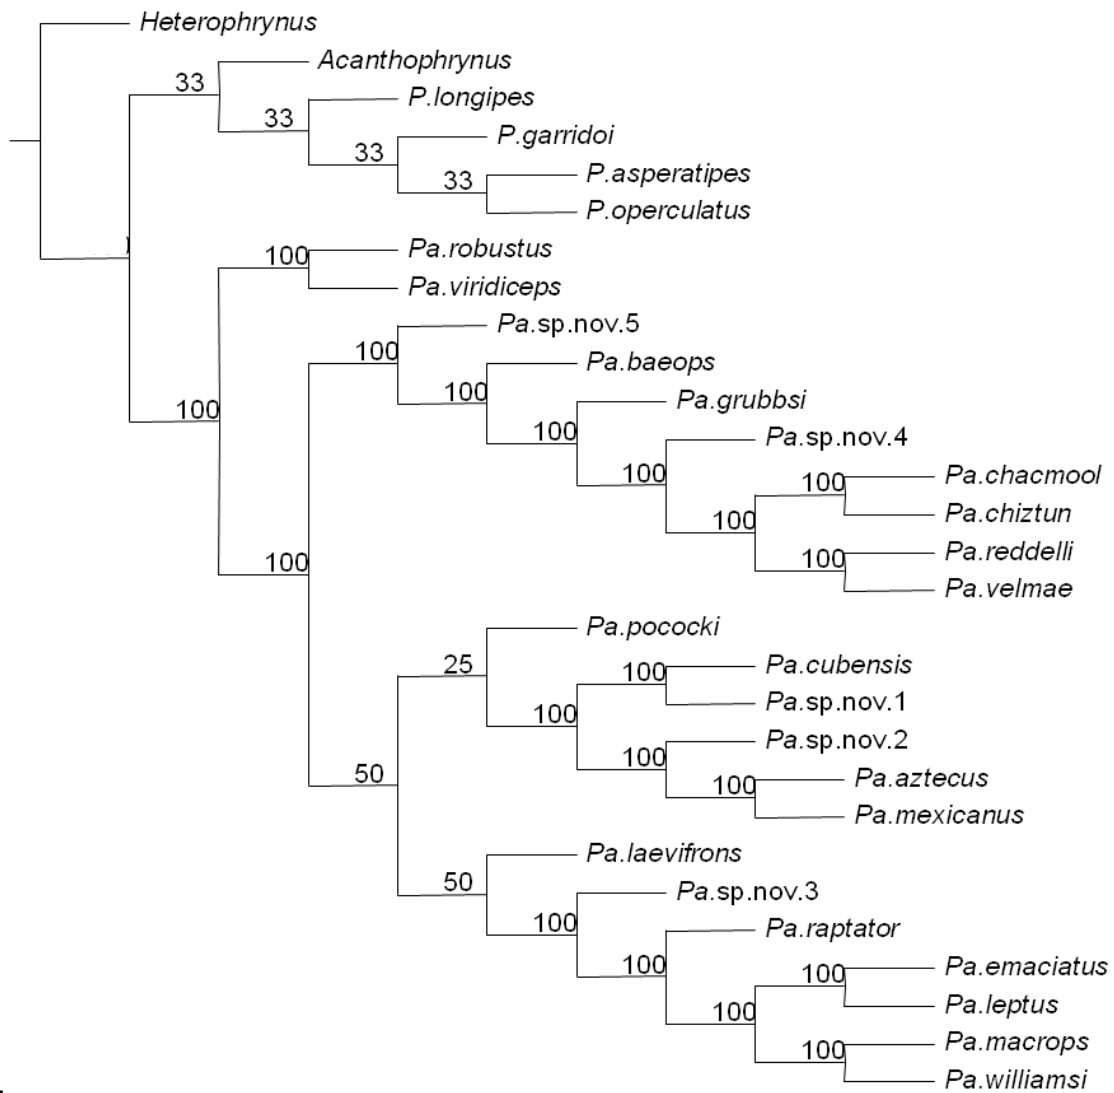 Heterophrynus
Acanthophrynus
33
P.longipes
33
P.garridoi
33
P.asperatipes
33
P.operculatus
Pa.robustus
100
Pa.viridiceps
Pa.sp.nov.5
100
Pa.baeops
100
Pa.grubbsi
100
100
Pa.sp.nov.4
100
Pa.chacmool
100
Pa.chiztun
100
Pa.reddelli
100
100
Pa.velmae
Pa.pococki
25
Pa.cubensis
100
Pa.sp.nov.1
100
Pa.sp.nov.2
100
50
Pa.aztecus
100
Pa.mexicanus
Pa.laevifrons
50
Pa.sp.nov.3
100
Pa.raptator
100
Pa.emaciatus
100
Pa.leptus
100
Pa.macrops
100
Pa.williamsi